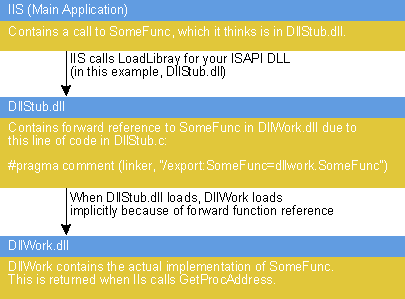 IIS (Main Application)
Contains a call to SomeFunc, which it thinks is in DllStub.dll.
IIS calls LoadLibray for your ISAPI DLL
(in this example, DllStub.dll)
DllStub.dll
Contains forward reference to SomeFunc in DllWork.dll due to
this line of code in DllStub.c:
#pragma comment (linker, "/export:SomeFunc=dllwork.SomeFunc")
When DllStub.dll loads, DllWork loads
implicitly because of forward function reference
DllWork.dll
DllWork contains the actual implementation of SomeFunc.
This is returned when IIs calls GetProcAddress.